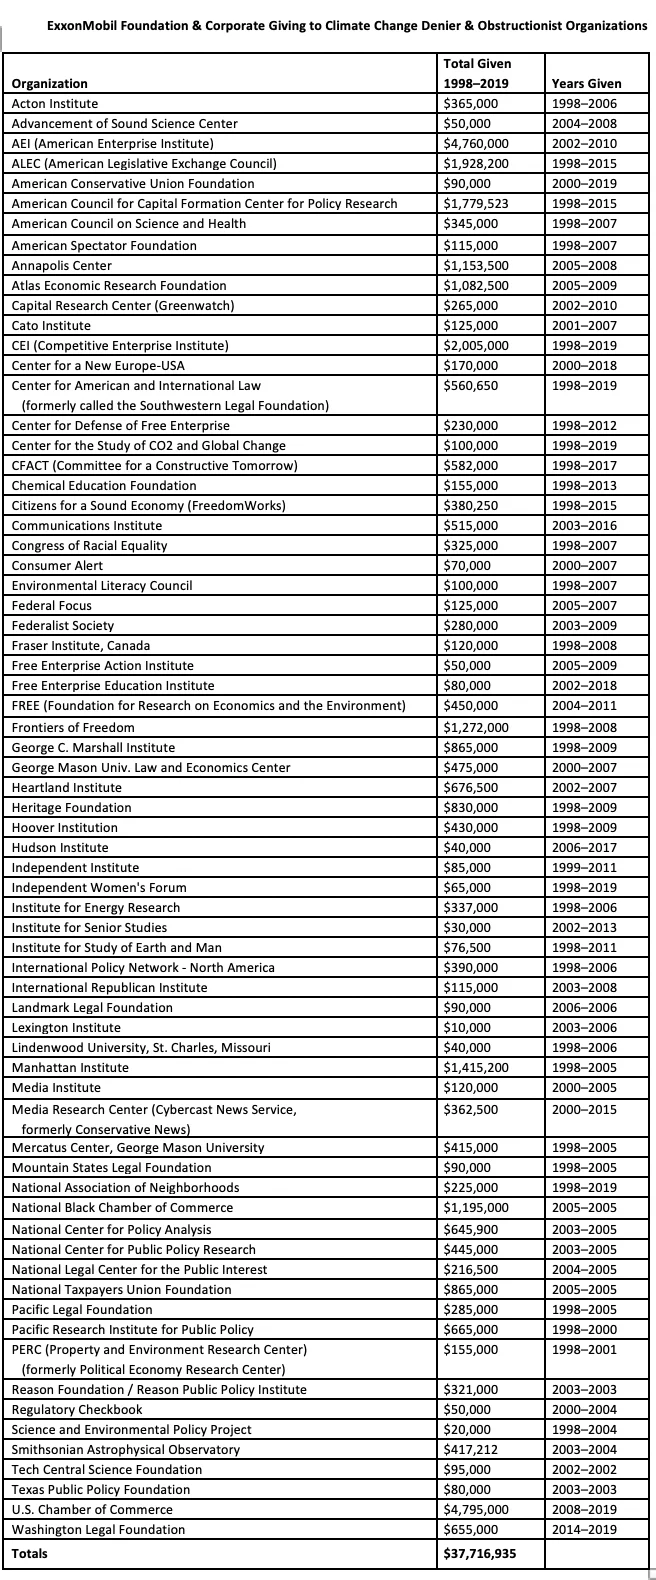 ExxonMobil Foundation & Corporate Giving to Climate Change Denier & Obstructionist Organizations
Total Given
Organization 1998–2019 Years Given
Acton Institute $365,000 1998–2006
Advancement of Sound Science Center $50,000 2004–2008
AEI (American Enterprise Institute) $4,760,000 2002–2010
ALEC (American Legislative Exchange Council) $1,928,200 1998–2015
American Conservative Union Foundation $90,000 2000–2019
American Council for Capital Formation Center for Policy Research $1,779,523 1998–2015
American Council on Science and Health $345,000 1998–2007
American Spectator Foundation $115,000 1998–2007
Annapolis Center $1,153,500 2005–2008
Atlas Economic Research Foundation $1,082,500 2005–2009
Capital Research Center (Greenwatch) $265,000 2002–2010
Cato Institute $125,000 2001–2007
CEI (Competitive Enterprise Institute) $2,005,000 1998–2019
Center for a New Europe-USA $170,000 2000–2018
Center for American and International Law $560,650 1998–2019
(formerly called the Southwestern Legal Foundation)
Center for Defense of Free Enterprise $230,000 1998–2012
Center for the Study of CO2 and Global Change $100,000 1998–2019
CFACT (Committee for a Constructive Tomorrow) $582,000 1998–2017
Chemical Education Foundation $155,000 1998–2013
Citizens for a Sound Economy (FreedomWorks) $380,250 1998–2015
Communications Institute $515,000 2003–2016
Congress of Racial Equality $325,000 1998–2007
Consumer Alert $70,000 2000–2007
Environmental Literacy Council $100,000 1998–2007
Federal Focus $125,000 2005–2007
Federalist Society $280,000 2003–2009
Fraser Institute, Canada $120,000 1998–2008
Free Enterprise Action Institute $50,000 2005–2009
Free Enterprise Education Institute $80,000 2002–2018
FREE (Foundation for Research on Economics and the Environment) $450,000 2004–2011
Frontiers of Freedom $1,272,000 1998–2008
George C. Marshall Institute $865,000 1998–2009
George Mason Univ. Law and Economics Center $475,000 2000–2007
Heartland Institute $676,500 2002–2007
Heritage Foundation $830,000 1998–2009
Hoover Institution $430,000 1998–2009
Hudson Institute $40,000 2006–2017
Independent Institute $85,000 1999–2011
Independent Women's Forum $65,000 1998–2019
Institute for Energy Research $337,000 1998–2006
Institute for Senior Studies $30,000 2002–2013
Institute for Study of Earth and Man $76,500 1998–2011
International Policy Network - North America $390,000 1998–2006
International Republican Institute $115,000 2003–2008
Landmark Legal Foundation $90,000 2006–2006
Lexington Institute $10,000 2003–2006
Lindenwood University, St. Charles, Missouri $40,000 1998–2006
Manhattan Institute $1,415,200 1998–2005
Media Institute $120,000 2000–2005
Media Research Center (Cybercast News Service, $362,500 2000–2015
formerly Conservative News)
Mercatus Center, George Mason University $415,000 1998–2005
Mountain States Legal Foundation $90,000 1998–2005
National Association of Neighborhoods $225,000 1998–2019
National Black Chamber of Commerce $1,195,000 2005–2005
National Center for Policy Analysis $645,900 2003–2005
National Center for Public Policy Research $445,000 2003–2005
National Legal Center for the Public Interest $216,500 2004–2005
National Taxpayers Union Foundation $865,000 2005–2005
Pacific Legal Foundation $285,000 1998–2005
Pacific Research Institute for Public Policy $665,000 1998–2000
PERC (Property and Environment Research Center) $155,000 1998–2001
(formerly Political Economy Research Center)
Reason Foundation / Reason Public Policy Institute $321,000 2003–2003
Regulatory Checkbook $50,000 2000–2004
Science and Environmental Policy Project $20,000 1998–2004
Smithsonian Astrophysical Observatory $417,212 2003–2004
Tech Central Science Foundation $95,000 2002–2002
Texas Public Policy Foundation $80,000 2003–2003
U.S. Chamber of Commerce $4,795,000 2008–2019
Washington Legal Foundation $655,000 2014–2019
Totals $37,716,935